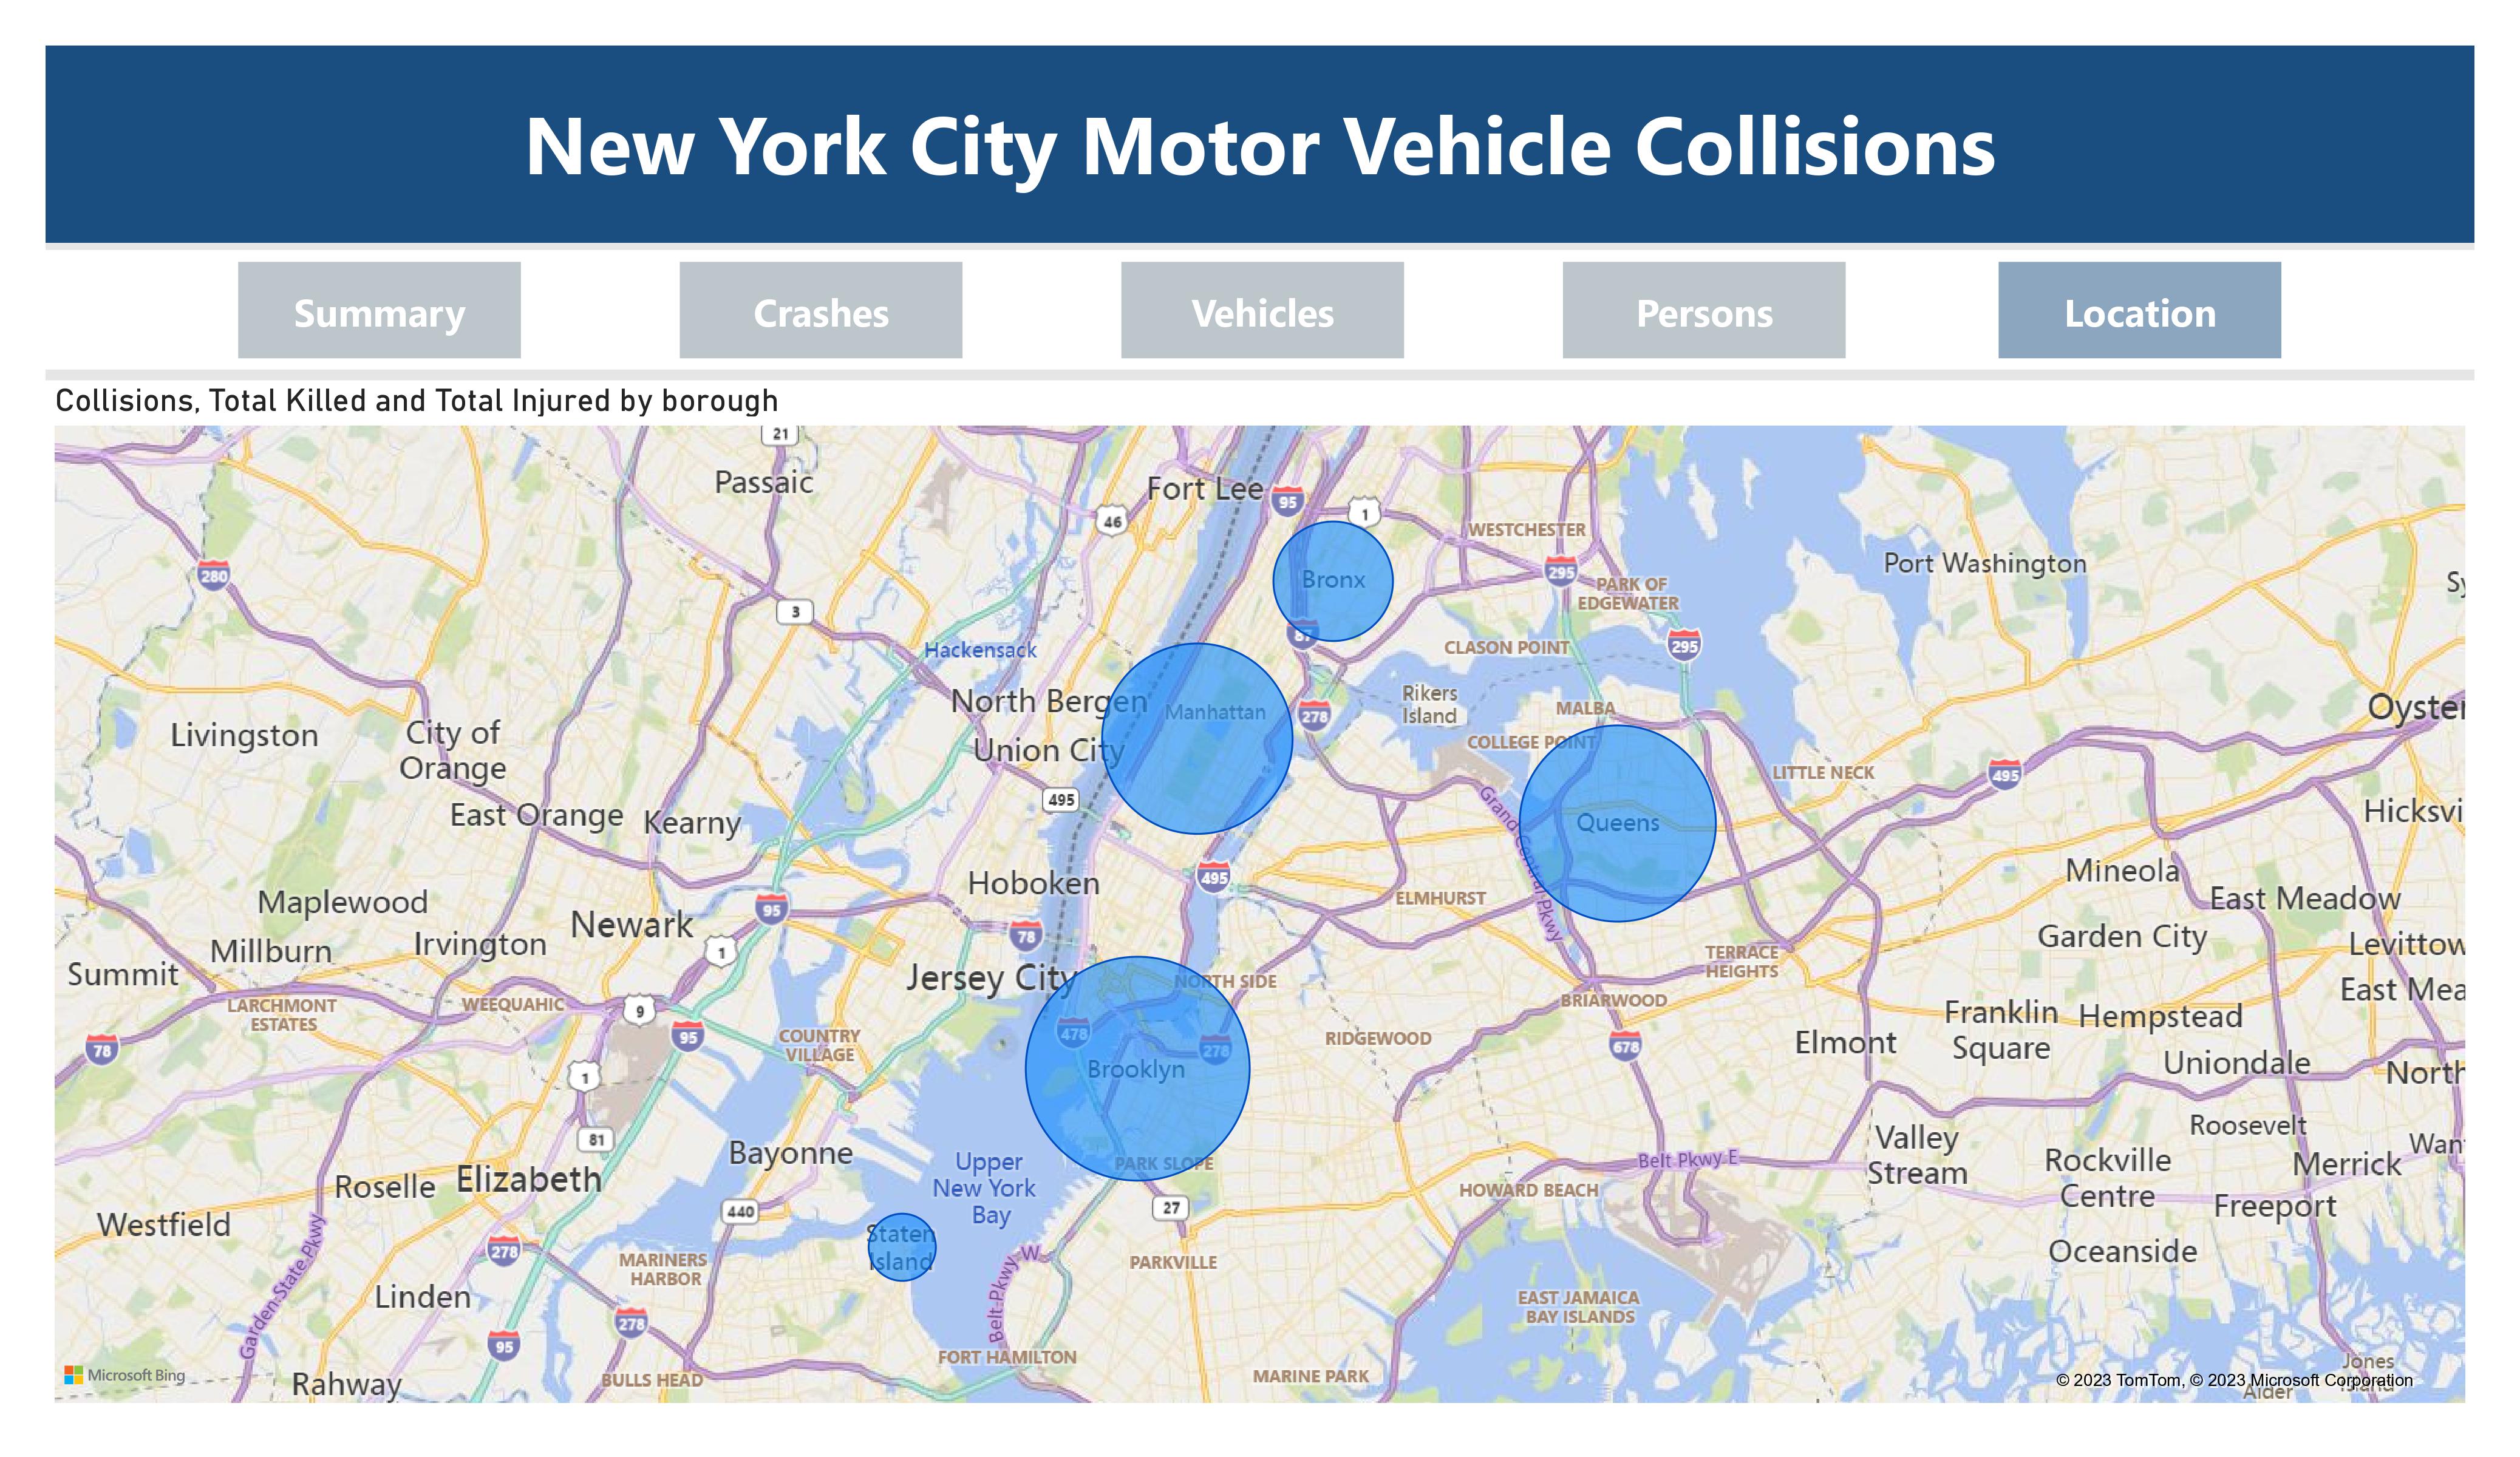 New York City Motor Vehicle Collisions
Summary
Crashes
Vehicles
Persons
Location
Collisions, Total Killed and Total Injured by borough
21
Passaic
Fort Lee
95
1
46
WESTCHESTER
280
Bronx
295
PARK OF
EDGEWATER
Port Washington
3
87
Hackensack
CLASON POINT
295
North Bergen
Manhattan
278
Rikers
Island
MALBA
Livingston
City of
Orange
Union City
COLLEGE POINT
LITTLE NECK
495
495
East Orange
Kearny
Grand Central Pkwy
Queens
Mineola
Hoboken
495
ELMHURST
East Meadow
Maplewood
95
Newark
78
Garden City
Millburn
Irvington
1
TERRACE
HEIGHTS
Summit
Jersey City
NORTH SIDE
LARCHMONT
ESTATES
WEEQUAHIC
9
BRIARWOOD
Franklin
Square
Hempstead
78
95
COUNTRY
VILLAGE
478
278
RIDGEWOOD
678
Elmont
Uniondale
1
Brooklyn
North
81
Bayonne
PARK SLOPE
Belt Pkwy E
Valley
Stream
Roosevelt
Roselle
Elizabeth
Upper
New York
Bay
HOWARD BEACH
Rockville
Centre
Merrick
Westfield
440
27
Freeport
Staten
Island
278
MARINERS
HARBOR
Belt Pkwy W
PARKVILLE
Oceanside
Garden State Pkwy
Linden
278
EAST JAMAICA
BAY ISLANDS
95
FORT HAMILTON
Microsoft Bing
Rahway
BULLS HEAD
MARINE PARK
Jones
Island
© 2023 TomTom, © 2023 Microsoft Corporation